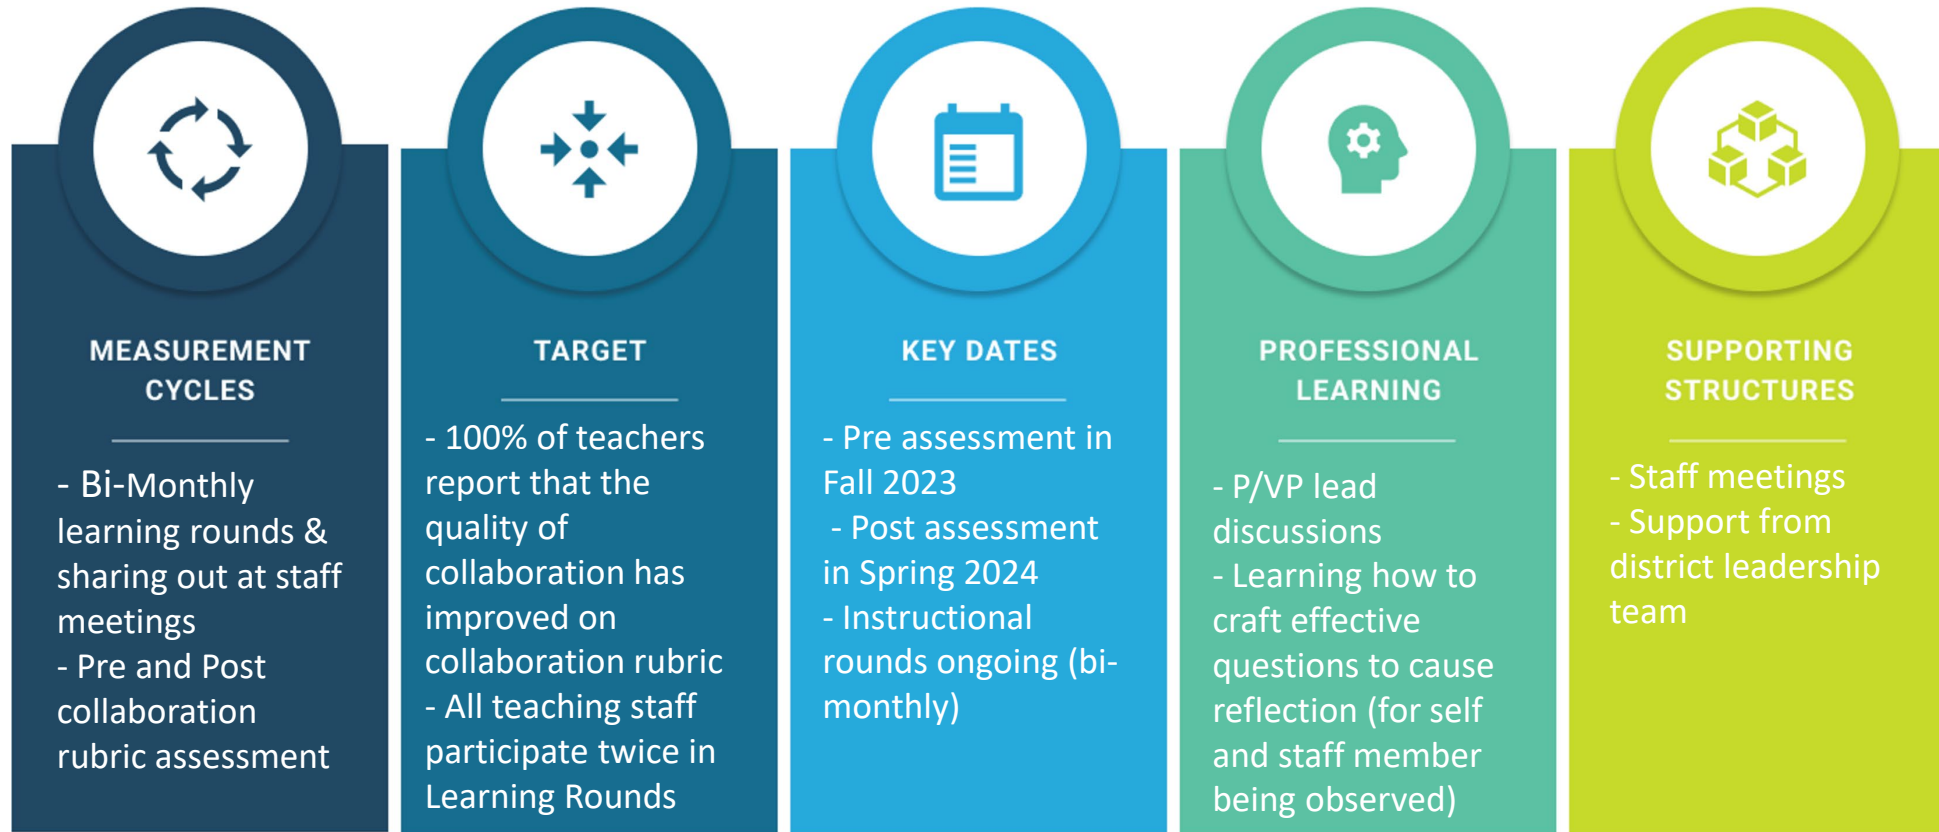 MEASUREMENT
CYCLES
- Bi-Monthly
learning rounds &
sharing out at staff
meetings
- Pre and Post
collaboration
rubric assessment
TARGET
- 100% of teachers
report that the
quality of
collaboration has
improved on
collaboration rubric
- All teaching staff
participate twice in
Learning Rounds
KEY DATES
- Pre assessment in
Fall 2023
- Post assessment
in Spring 2024
- Instructional
rounds ongoing (bi-
monthly)
PROFESSIONAL
LEARNING
- P/VP lead
discussions
- Learning how to
craft effective
questions to cause
reflection (for self
and staff member
being observed)
SUPPORTING
STRUCTURES
- Staff meetings
- Support from
district leadership
team